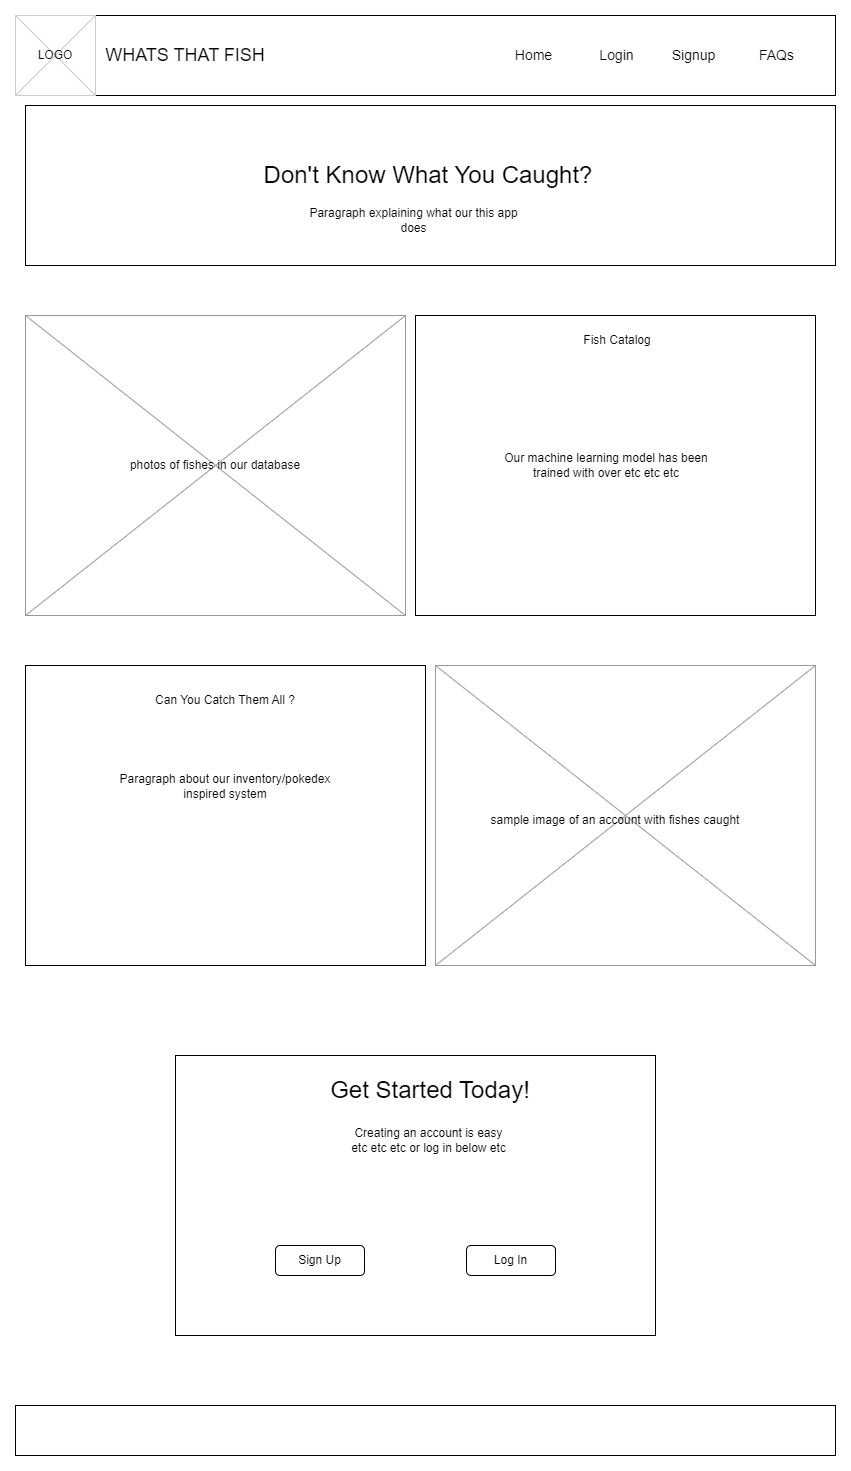 LOGO
WHATS THAT FISH
Home
Login
Signup
FAQs
Don't Know What You Caught?
Paragraph explaining what our this app
does
photos of fishes in our database
Fish Catalog
Our machine learning model has been
trained with over etc etc etc
Can You Catch Them All ?
Paragraph about our inventory/pokedex
inspired system
sample image of an account with fishes caught
Get Started Today!
Creating an account is easy
etc etc etc or log in below etc
Sign Up
Log In